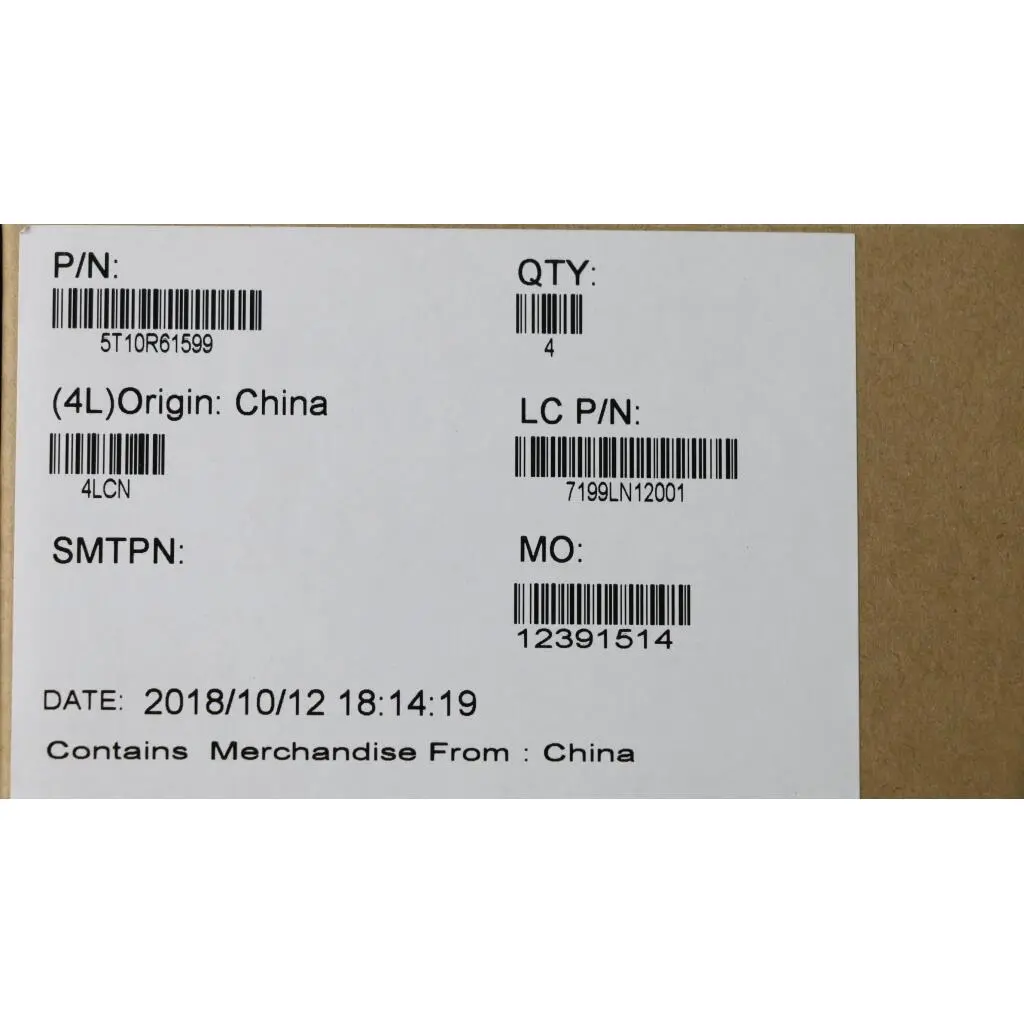 P/N:
5T10R61599
QTY:
4
(4L)Origin: China
4LCN
LC P/N:
7199LN12001
SMTPN:
MO:
12391514
DATE: 2018/10/12 18:14:19
Contains Merchandise From : China